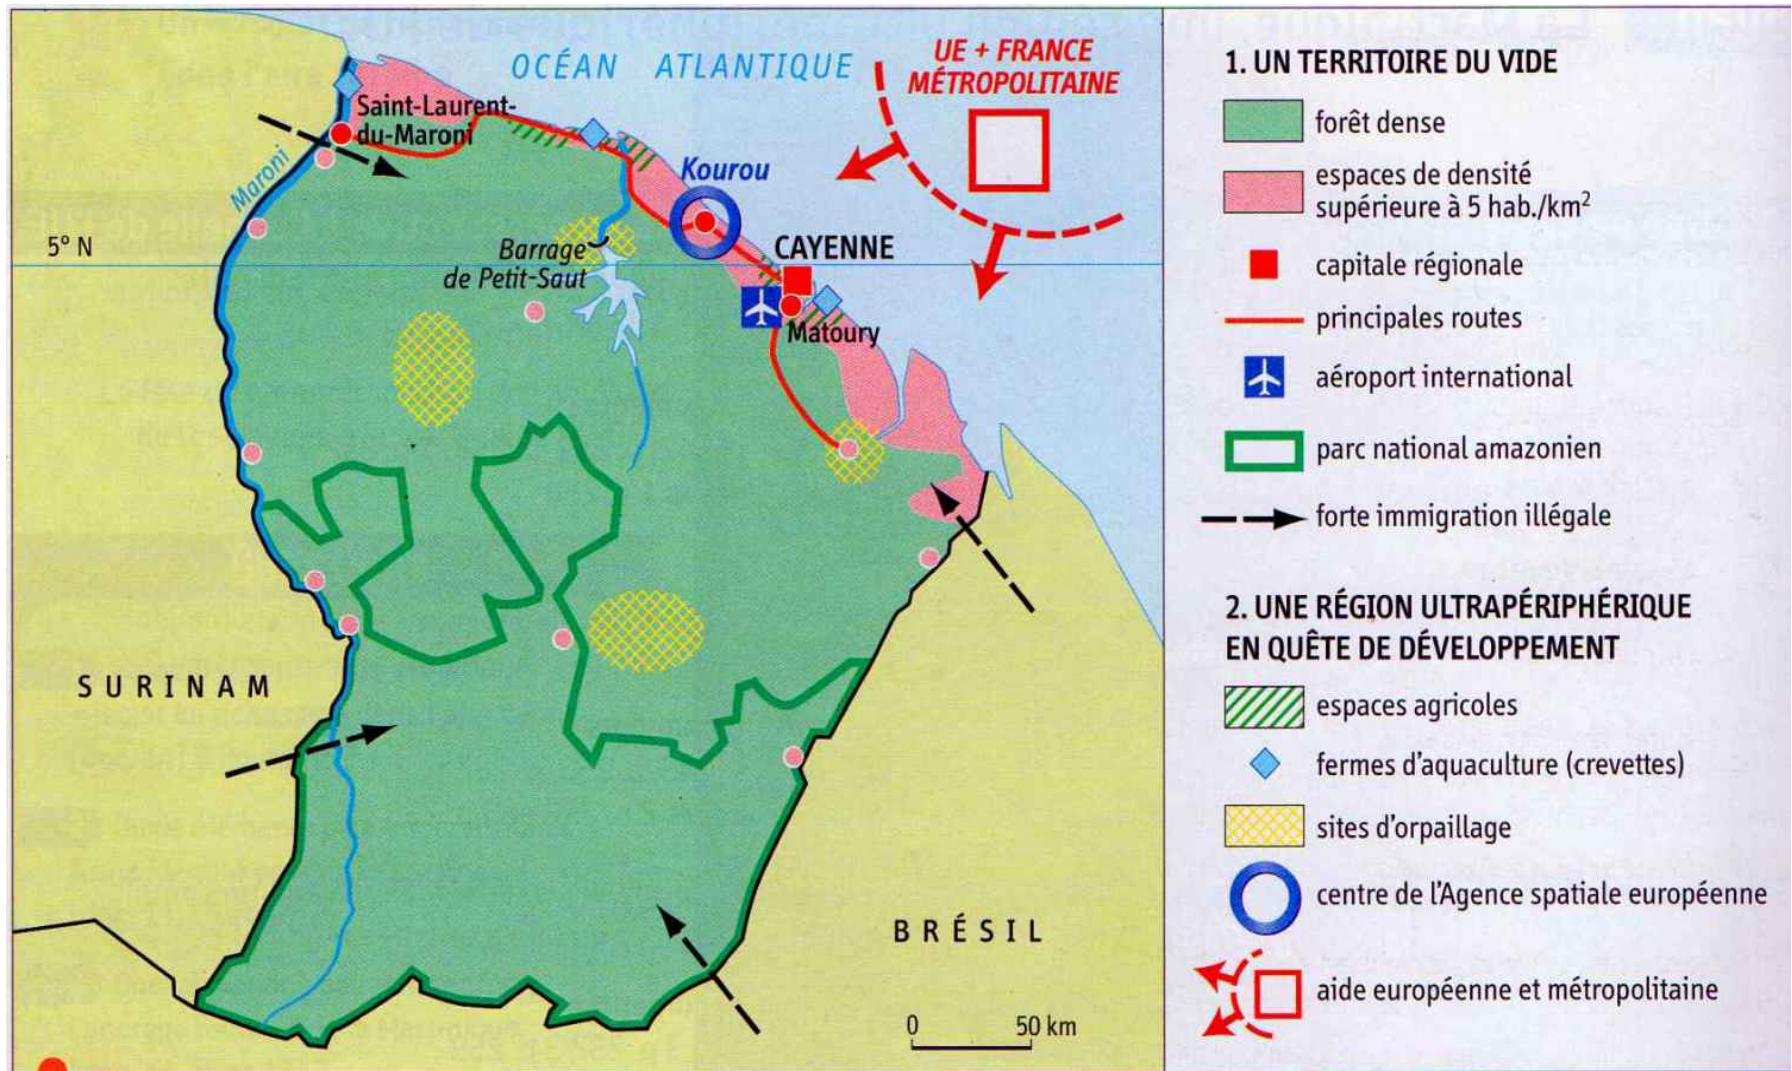 OCÉAN ATLANTIQUE
UE + FRANCE
MÉTROPOLITAINE
Saint-Laurent-
du-Maroni
Maroni
Kourou
5° N
Barrage
de Petit-Saut
CAYENNE
Matoury
SURINAM
BRÉSIL
0 50 km
1. UN TERRITOIRE DU VIDE
forêt dense
espaces de densité
supérieure à 5 hab./km²
capitale régionale
principales routes
aéroport international
parc national amazonien
forte immigration illégale
2. UNE RÉGION ULTRAPÉRIPHÉRIQUE
EN QUÊTE DE DÉVELOPPEMENT
espaces agricoles
fermes d'aquaculture (crevettes)
sites d'orpaillage
centre de l'Agence spatiale européenne
aide européenne et métropolitaine